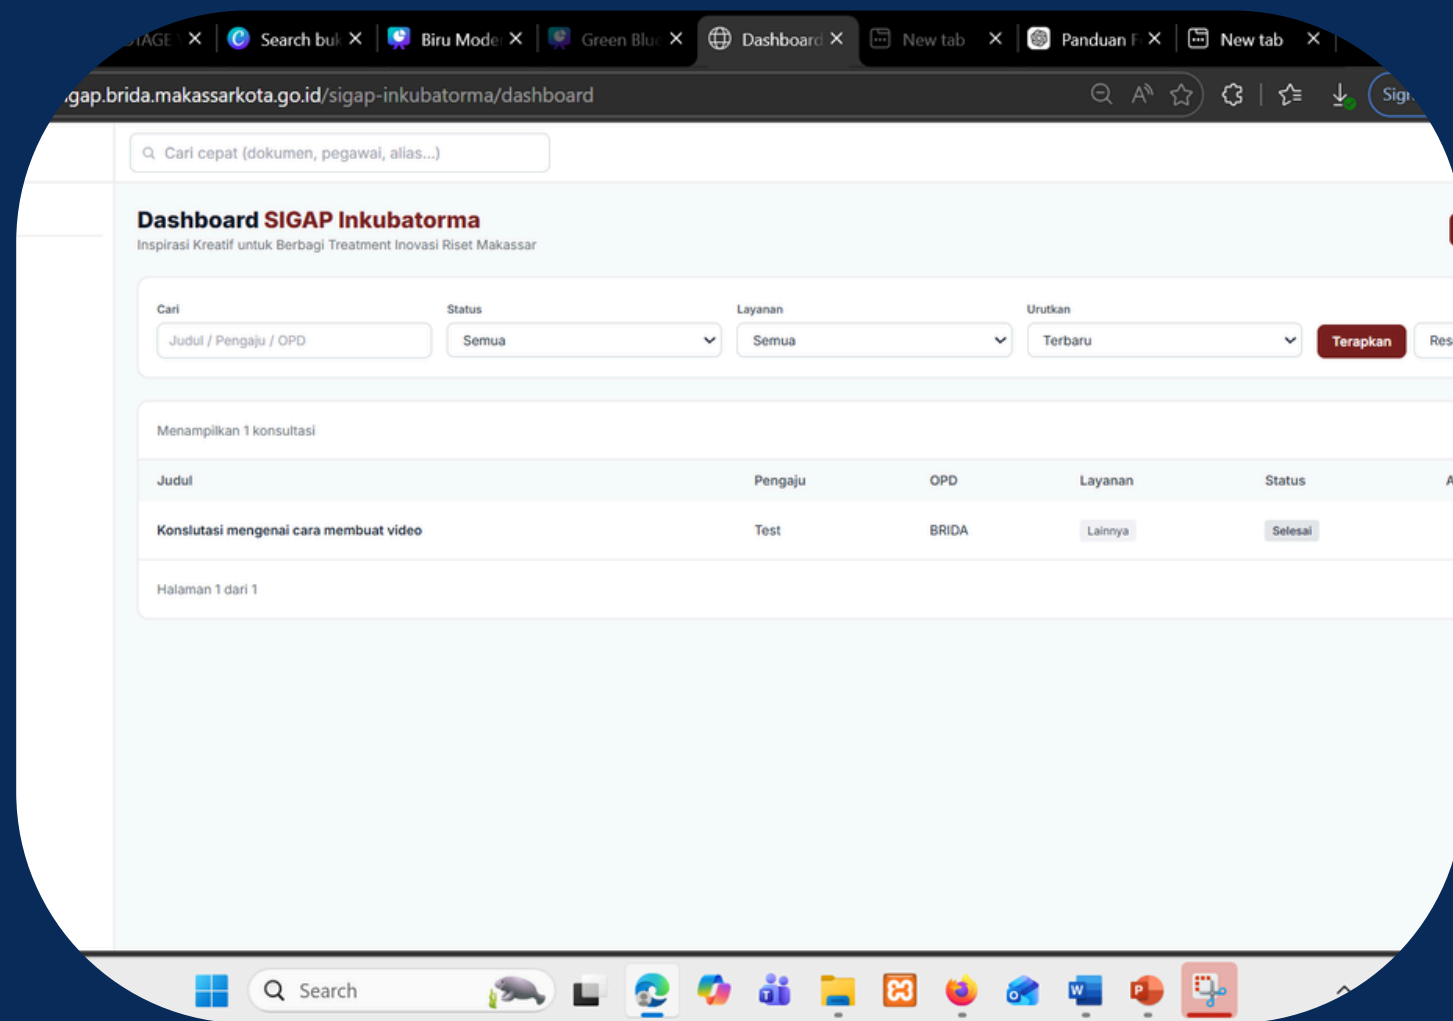 Search buk
Biru Mode
Green Blu
Dashboard
New tab
Panduan F
New tab
gap.brida.makassarkota.go.id/sigap-inkubatorma/dashboard
Cari cepat (dokumen, pegawai, alias...)
Dashboard SIGAP Inkubatorma
Inspirasi Kreatif untuk Berbagi Treatment Inovasi Riset Makassar
Cari
Status
Layanan
Urutkan
Judul / Pengaju / OPD
Semua
Semua
Terbaru
Terapkan
Res
Menampilkan 1 konsultasi
Judul
Pengaju
OPD
Layanan
Status
A
Konslutasi mengenai cara membuat video
Test
BRIDA
Lainnya
Selesai
Halaman 1 dari 1
Search